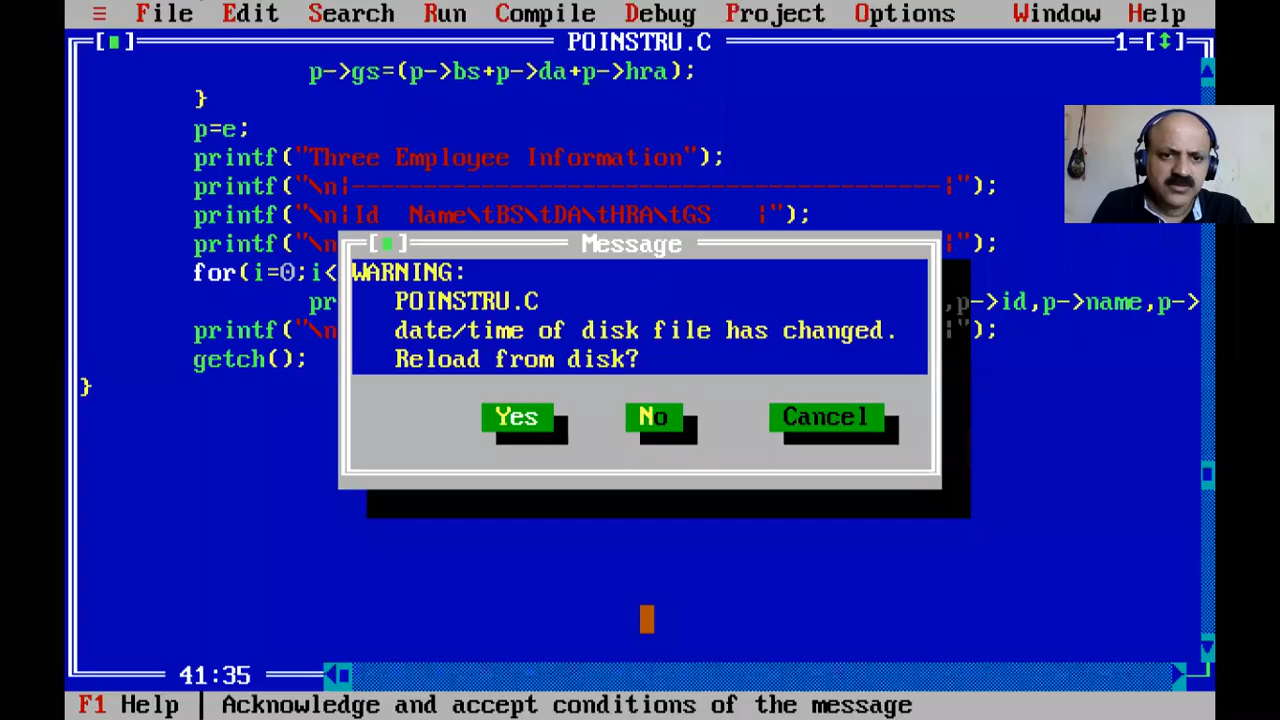 ≡ File Edit Search Run Compile Debug Project Options Window Help
[■] POINSTRU.C 1=[↕]
p->gs=(p->bs+p->da+p->hra);
}
p=e;
printf("Three Employee Information");
printf("\n|-----------------------------------------|");
printf("\n|Id  Name\tBS\tDA\tHRA\tGS   |");
printf("\n |");
[■] Message
for(i=0;i<
WARNING:
pr ,p->id,p->name,p->
POINSTRU.C
printf("\n |");
date/time of disk file has changed.
getch();
Reload from disk?
}
Yes No Cancel
41:35
F1 Help | Acknowledge and accept conditions of the message